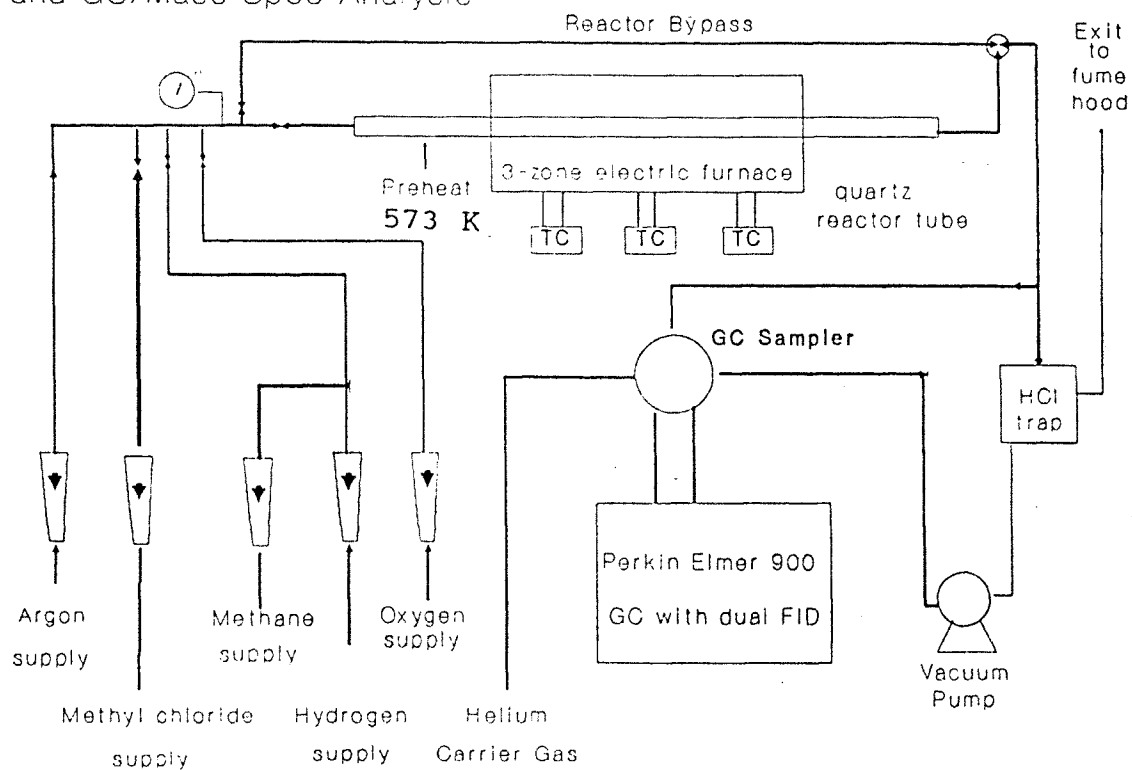 and GC/Mass Spec Analysis
Reactor Bypass
Exit
to
fume
hood
Preheat
573 K
3-zone electric furnace
quartz
reactor tube
TC
TC
TC
GC Sampler
HCl
trap
Perkin Elmer 900
GC with dual FID
Argon
supply
Methane
supply
Oxygen
supply
Vacuum
Pump
Methyl chloride
supply
Hydrogen
supply
Helium
Carrier Gas